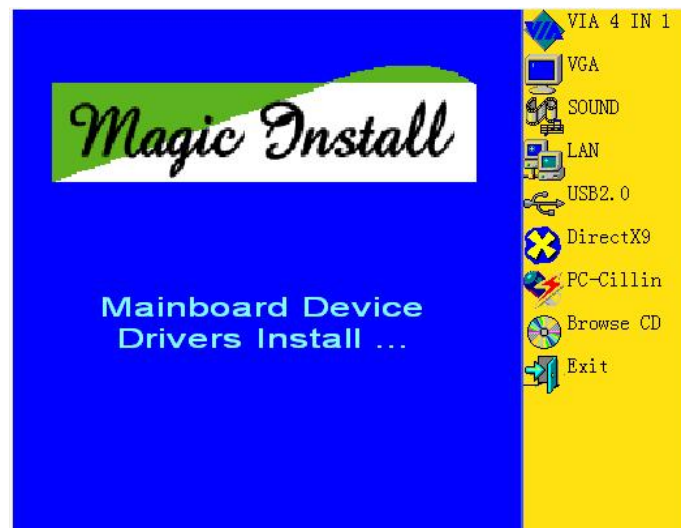 Magic Install
Mainboard Device
Drivers Install ...
VIA 4 IN 1
VGA
SOUND
LAN
USB2.0
DirectX9
PC-Cillin
Browse CD
Exit